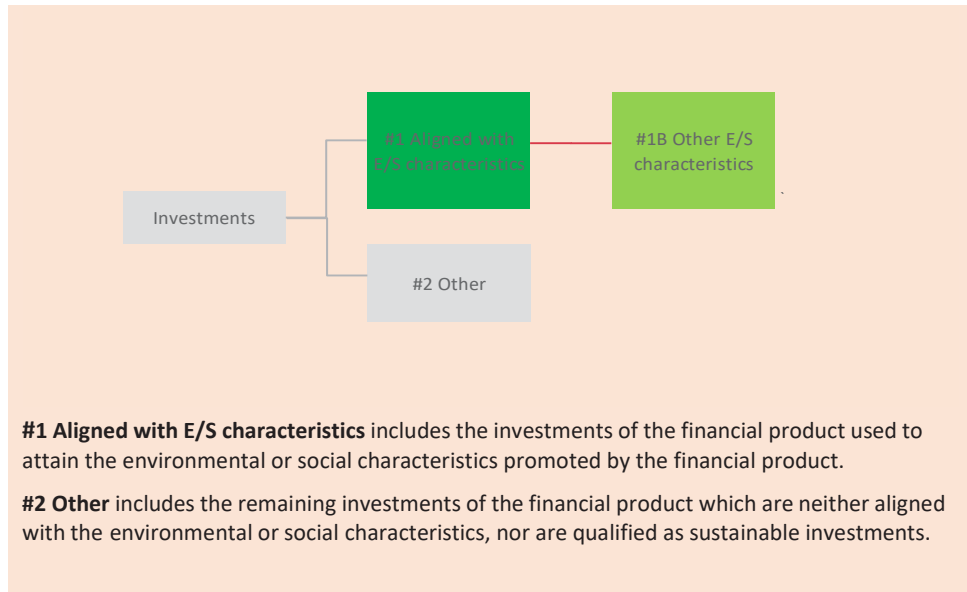 #1 Aligned with
E/S characteristics
#1B Other E/S
characteristics
`
Investments
#2 Other
#1 Aligned with E/S characteristics includes the investments of the financial product used to
attain the environmental or social characteristics promoted by the financial product.
#2 Other includes the remaining investments of the financial product which are neither aligned
with the environmental or social characteristics, nor are qualified as sustainable investments.